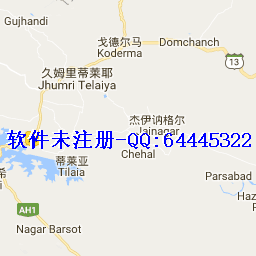 Gujhandi
戈德尔马
Koderma
Domchanch
13
久姆里蒂莱耶
Jhumri Telaiya
杰伊讷格尔
Jainagar
软件未注册-QQ:64445322
蒂莱亚
Tilaia
Chehal
Parsabad
AH1
Nagar Barsot